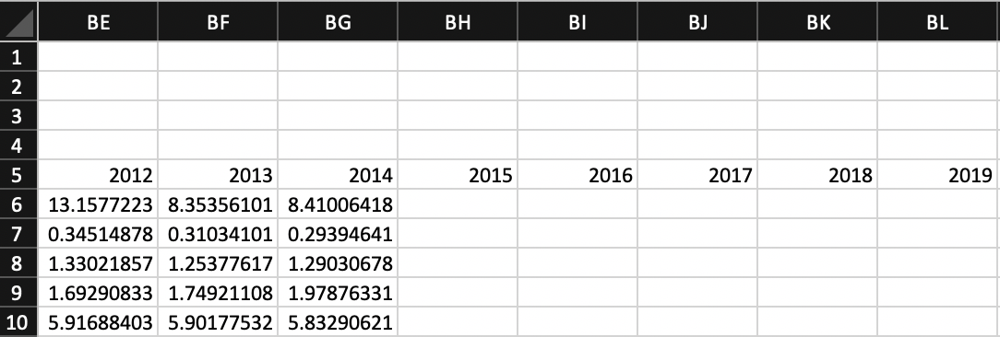 BE BF BG BH BI BJ BK BL
1
2
3
4
5 2012 2013 2014 2015 2016 2017 2018 2019
6 13.1577223 8.35356101 8.41006418
7 0.34514878 0.31034101 0.29394641
8 1.33021857 1.25377617 1.29030678
9 1.69290833 1.74921108 1.97876331
10 5.91688403 5.90177532 5.83290621